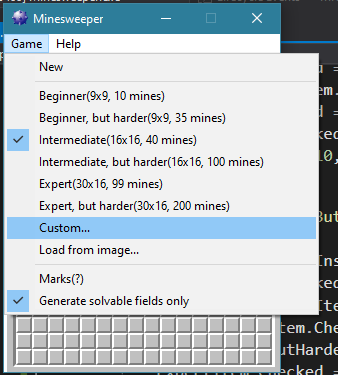 Minesweeper
Game Help
New
Beginner(9x9, 10 mines)
Beginner, but harder(9x9, 35 mines)
Intermediate(16x16, 40 mines)
Intermediate, but harder(16x16, 100 mines)
Expert(30x16, 99 mines)
Expert, but harder(30x16, 200 mines)
Custom...
Load from image...
Marks(?)
Generate solvable fields only